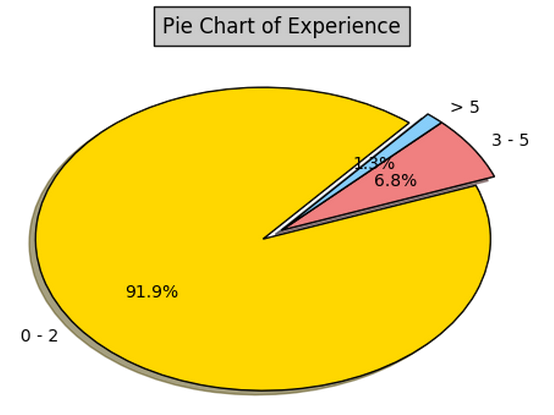 Pie Chart of Experience
> 5
3 - 5
1.3%
6.8%
91.9%
0 - 2